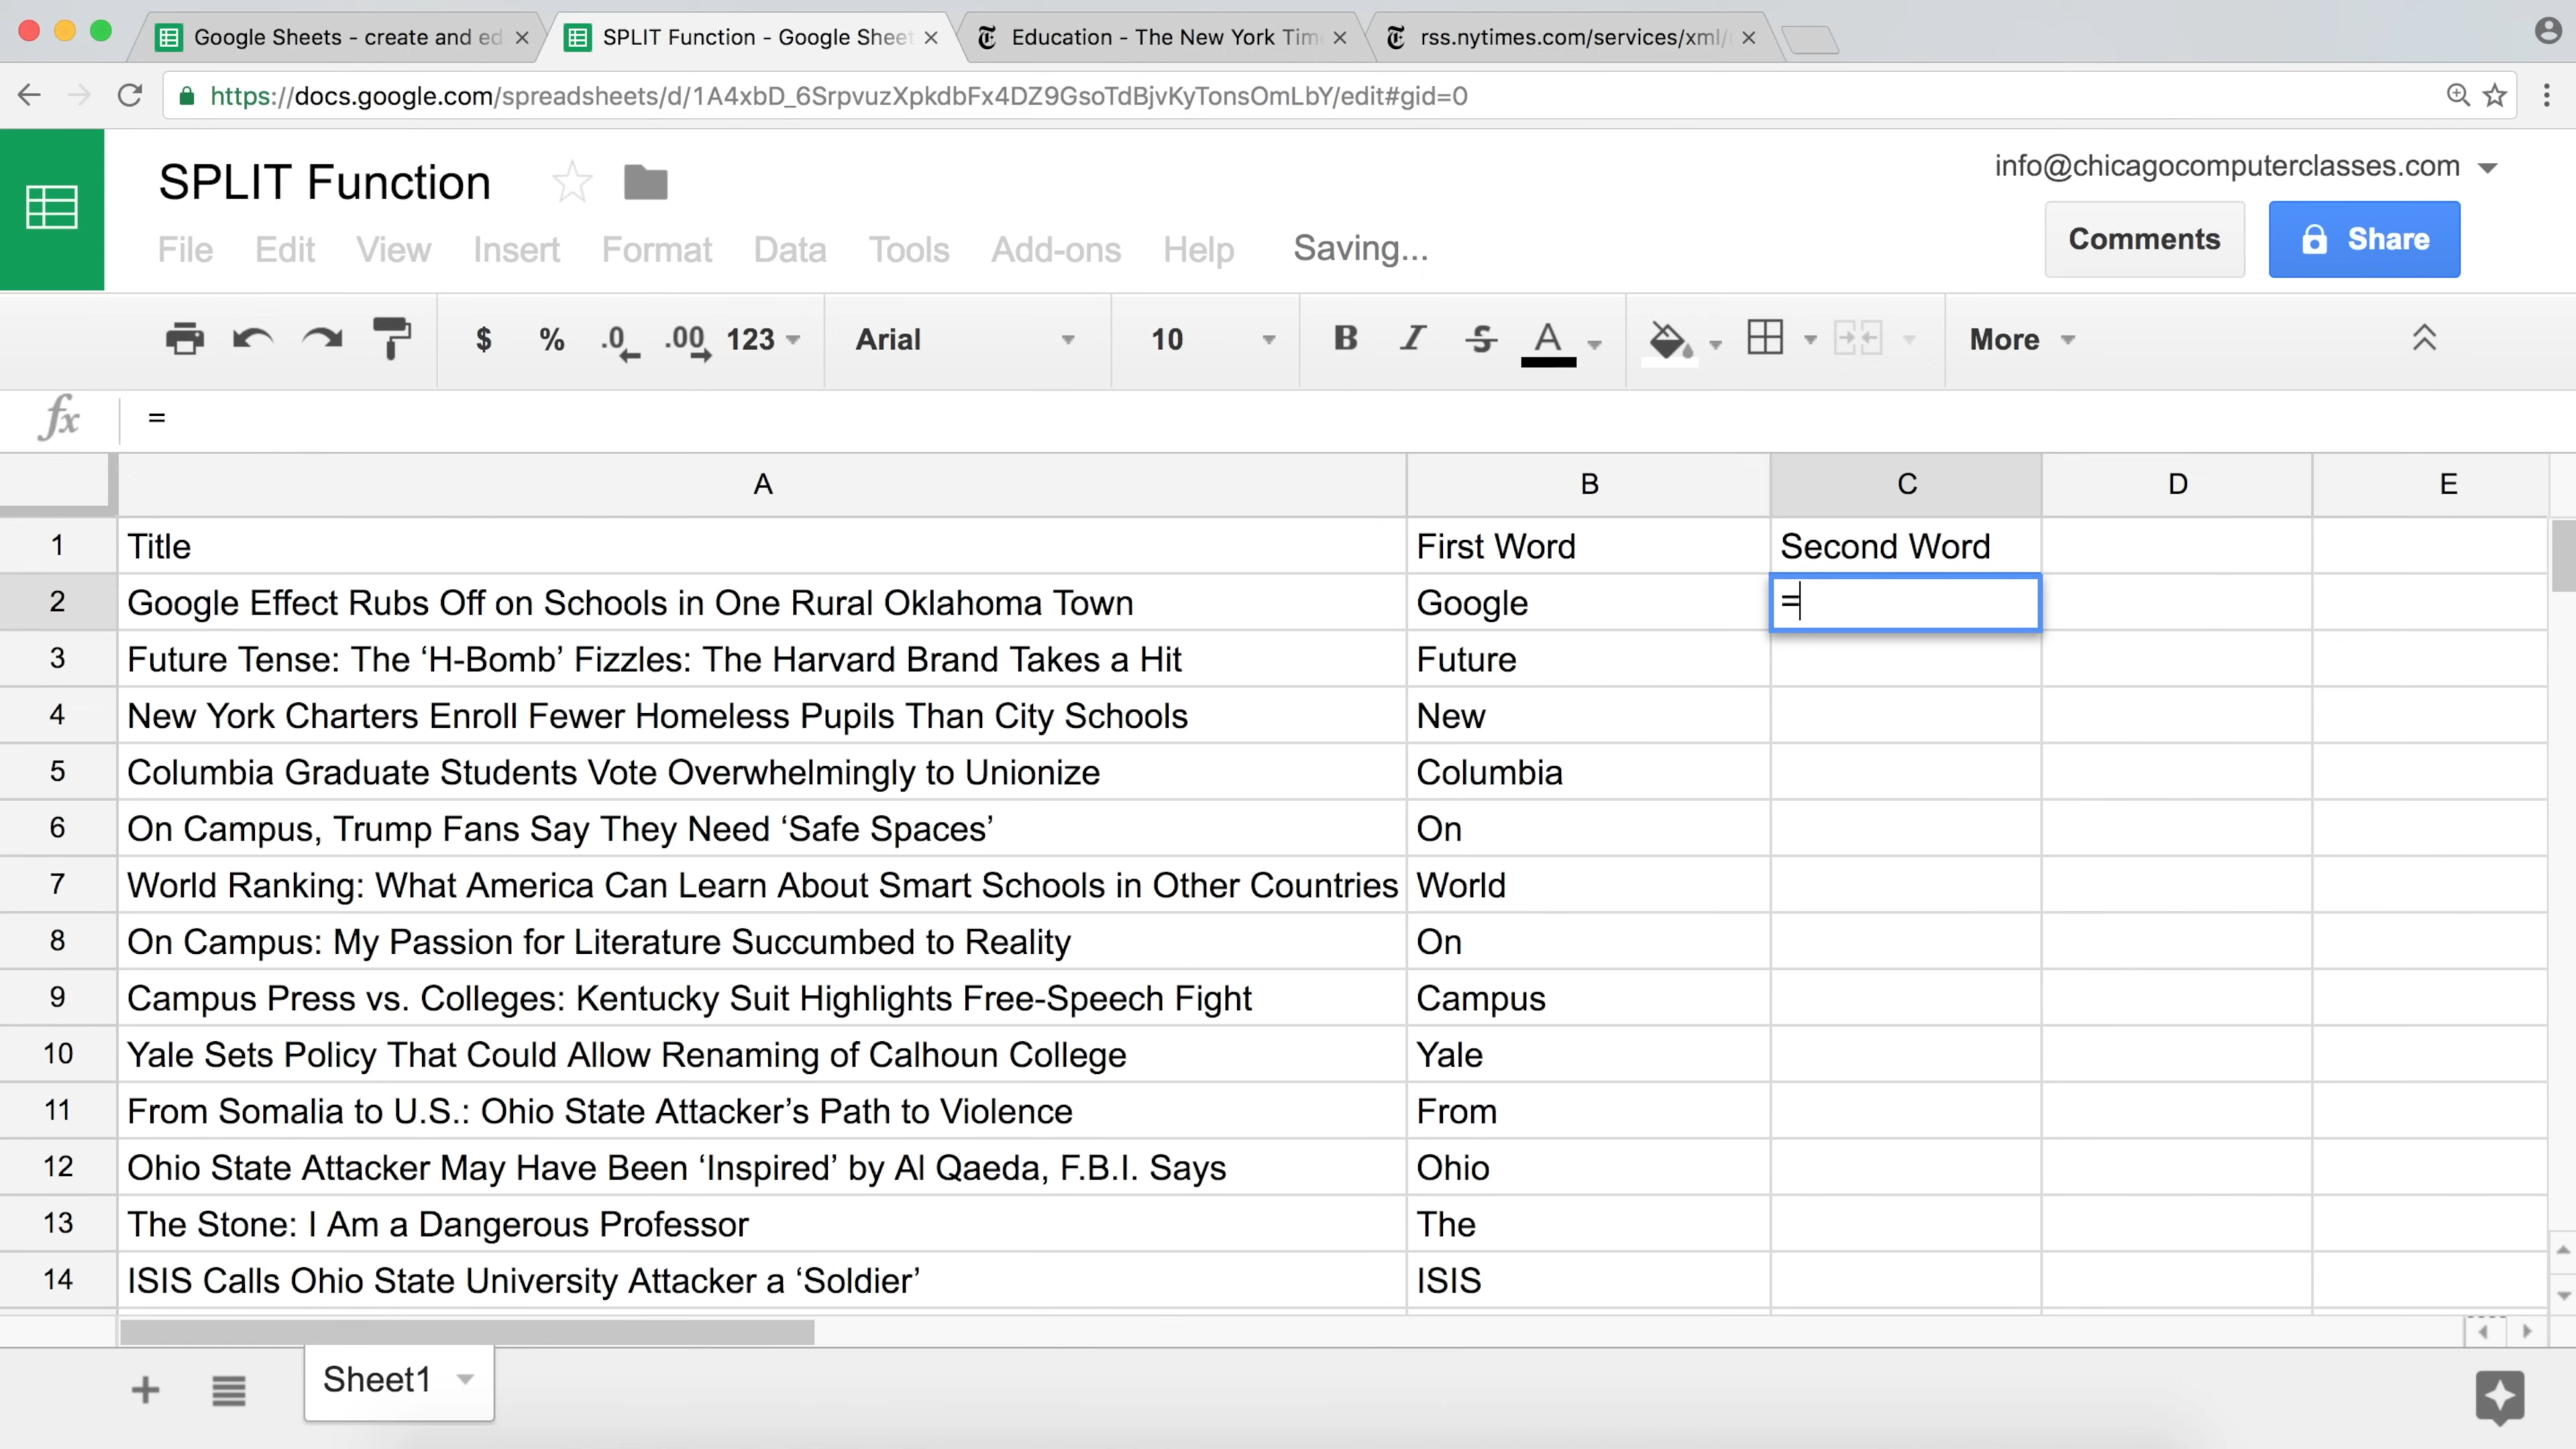 Google Sheets - create and ed
SPLIT Function - Google Sheet
Education - The New York Tim
rss.nytimes.com/services/xml/
https://docs.google.com/spreadsheets/d/1A4xbD_6SrpvuzXpkdbFx4DZ9GsoTdBjvKyTonsOmLbY/edit#gid=0
SPLIT Function
info@chicagocomputerclasses.com
File Edit View Insert Format Data Tools Add-ons Help Saving...
Comments
Share
$ % .0 .00 123 Arial 10 B I S A More
fx =
A B C D E
1 Title First Word Second Word
2 Google Effect Rubs Off on Schools in One Rural Oklahoma Town Google =
3 Future Tense: The ‘H-Bomb’ Fizzles: The Harvard Brand Takes a Hit Future
4 New York Charters Enroll Fewer Homeless Pupils Than City Schools New
5 Columbia Graduate Students Vote Overwhelmingly to Unionize Columbia
6 On Campus, Trump Fans Say They Need ‘Safe Spaces’ On
7 World Ranking: What America Can Learn About Smart Schools in Other Countries World
8 On Campus: My Passion for Literature Succumbed to Reality On
9 Campus Press vs. Colleges: Kentucky Suit Highlights Free-Speech Fight Campus
10 Yale Sets Policy That Could Allow Renaming of Calhoun College Yale
11 From Somalia to U.S.: Ohio State Attacker’s Path to Violence From
12 Ohio State Attacker May Have Been ‘Inspired’ by Al Qaeda, F.B.I. Says Ohio
13 The Stone: I Am a Dangerous Professor The
14 ISIS Calls Ohio State University Attacker a ‘Soldier’ ISIS
Sheet1